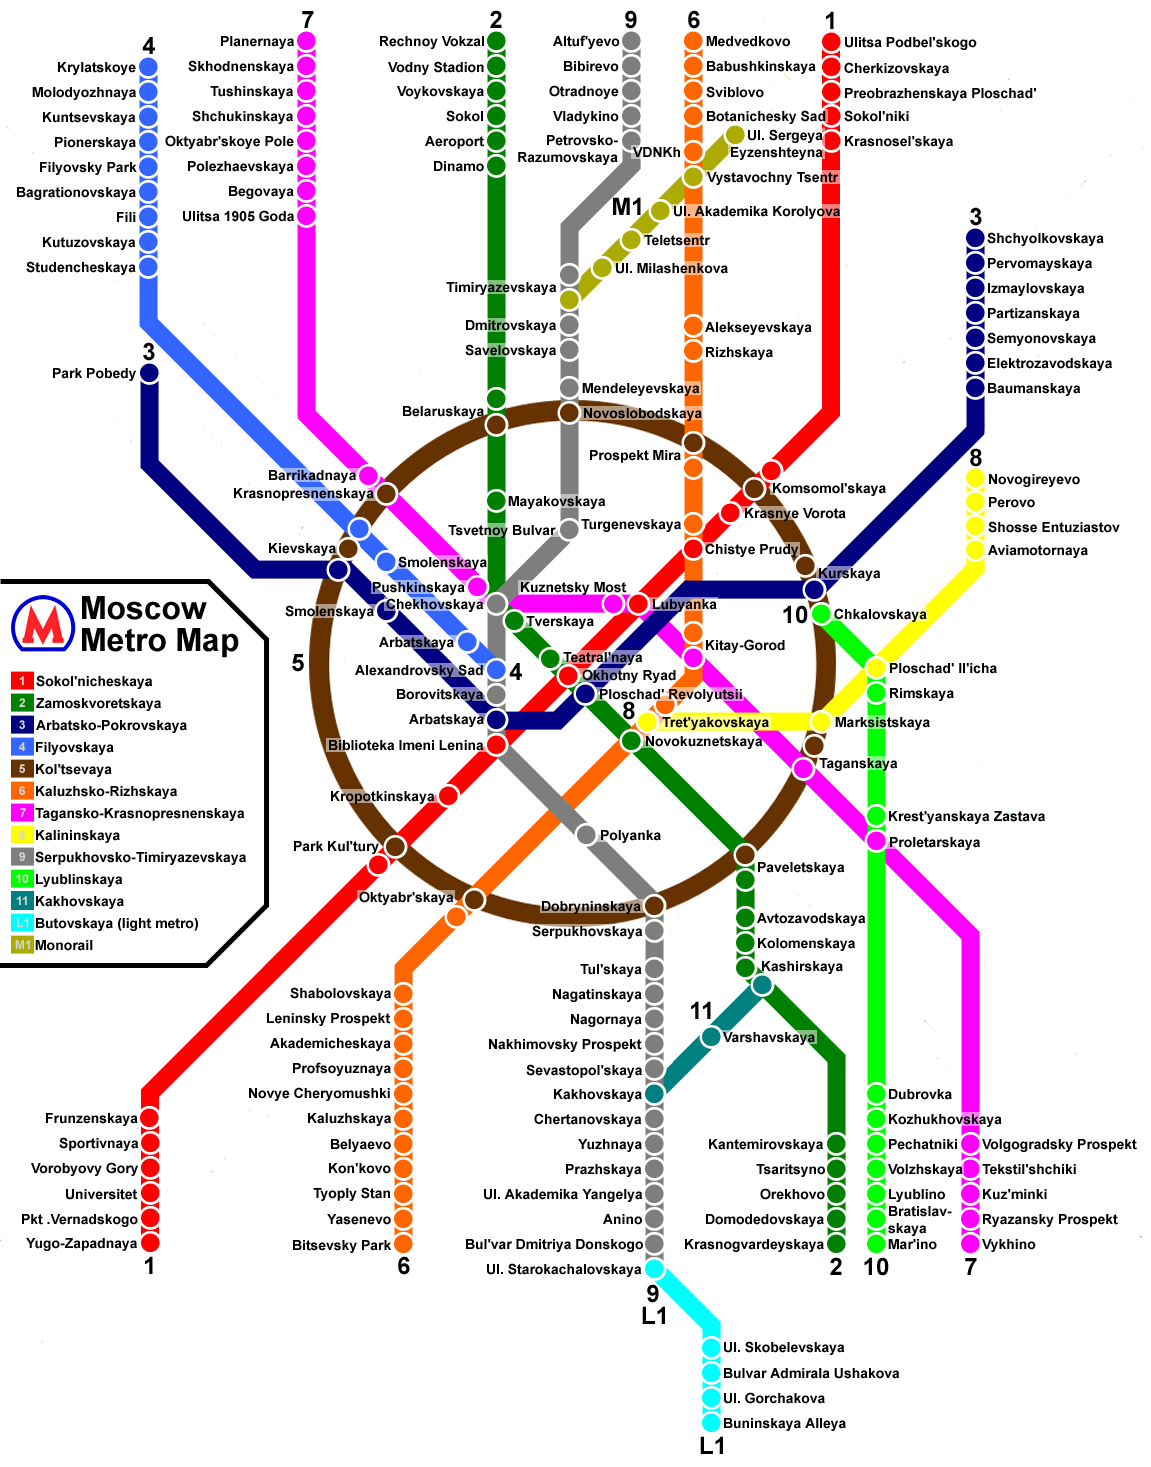 4
Krylatskoye
Molodyozhnaya
Kuntsevskaya
Pionerskaya
Filyovsky Park
Bagrationovskaya
Fili
Kutuzovskaya
Studencheskaya
7
Planernaya
Skhodnenskaya
Tushinskaya
Shchukinskaya
Oktyabr'skoye Pole
Polezhaevskaya
Begovaya
Ulitsa 1905 Goda
2
Rechnoy Vokzal
Vodny Stadion
Voykovskaya
Sokol
Aeroport
Dinamo
9
Altuf'yevo
Bibirevo
Otradnoye
Vladykino
Petrovsko-
Razumovskaya
6
Medvedkovo
Babushkinskaya
Sviblovo
Botanichesky Sad
VDNKh
1
Ulitsa Podbel'skogo
Cherkizovskaya
Preobrazhenskaya Ploschad'
Sokol'niki
Krasnosel'skaya
Ul. Sergeya
Eyzenshteyna
Vystavochny Tsentr
M1
Ul. Akademika Korolyova
Teletsentr
Ul. Milashenkova
Timiryazevskaya
Dmitrovskaya
Savelovskaya
Mendeleyevskaya
Novoslobodskaya
Alekseyevskaya
Rizhskaya
Prospekt Mira
3
Shchyolkovskaya
Pervomayskaya
Izmaylovskaya
Partizanskaya
Semyonovskaya
Elektrozavodskaya
Baumanskaya
8
Novogireyevo
Perovo
Shosse Entuziastov
Aviamotornaya
3
Park Pobedy
Belaruskaya
Barrikadnaya
Krasnopresnenskaya
Kievskaya
Smolenskaya
Pushkinskaya
Chekhovskaya
Smolenskaya
Arbatskaya
Alexandrovsky Sad
4
Borovitskaya
Arbatskaya
Biblioteka Imeni Lenina
Kropotkinskaya
Park Kul'tury
Oktyabr'skaya
Mayakovskaya
Tsvetnoy Bulvar
Turgenevskaya
Komsomol'skaya
Krasnye Vorota
Chistye Prudy
Kuznetsky Most
Lubyanka
Tverskaya
Teatral'naya
Okhotny Ryad
Ploschad' Revolyutsii
Kitay-Gorod
8
Tret'yakovskaya
Novokuznetskaya
Kurskaya
10
Chkalovskaya
Ploschad' Il'icha
Rimskaya
Marksistskaya
Taganskaya
Krest'yanskaya Zastava
Proletarskaya
Polyanka
Paveletskaya
Dobryninskaya
Serpukhovskaya
5
Moscow
Metro Map
1 Sokol'nicheskaya
2 Zamoskvoretskaya
3 Arbatsko-Pokrovskaya
4 Filyovskaya
5 Kol'tsevaya
6 Kaluzhsko-Rizhskaya
7 Tagansko-Krasnopresnenskaya
8 Kalininskaya
9 Serpukhovsko-Timiryazevskaya
10 Lyublinskaya
11 Kakhovskaya
L1 Butovskaya (light metro)
M1 Monorail
Frunzenskaya
Sportivnaya
Vorobyovy Gory
Universitet
Pkt .Vernadskogo
Yugo-Zapadnaya
1
Shabolovskaya
Leninsky Prospekt
Akademicheskaya
Profsoyuznaya
Novye Cheryomushki
Kaluzhskaya
Belyaevo
Kon'kovo
Tyoply Stan
Yasenevo
Bitsevsky Park
6
Tul'skaya
Nagatinskaya
Nagornaya
Nakhimovsky Prospekt
Sevastopol'skaya
Kakhovskaya
Chertanovskaya
Yuzhnaya
Prazhskaya
Ul. Akademika Yangelya
Anino
Bul'var Dmitriya Donskogo
Ul. Starokachalovskaya
9
L1
Avtozavodskaya
Kolomenskaya
Kashirskaya
11
Varshavskaya
Kantemirovskaya
Tsaritsyno
Orekhovo
Domodedovskaya
Krasnogvardeyskaya
2
Dubrovka
Kozhukhovskaya
Pechatniki
Volzhskaya
Lyublino
Bratislav-
skaya
Mar'ino
10
Volgogradsky Prospekt
Tekstil'shchiki
Kuz'minki
Ryazansky Prospekt
Vykhino
7
Ul. Skobelevskaya
Bulvar Admirala Ushakova
Ul. Gorchakova
Buninskaya Alleya
L1